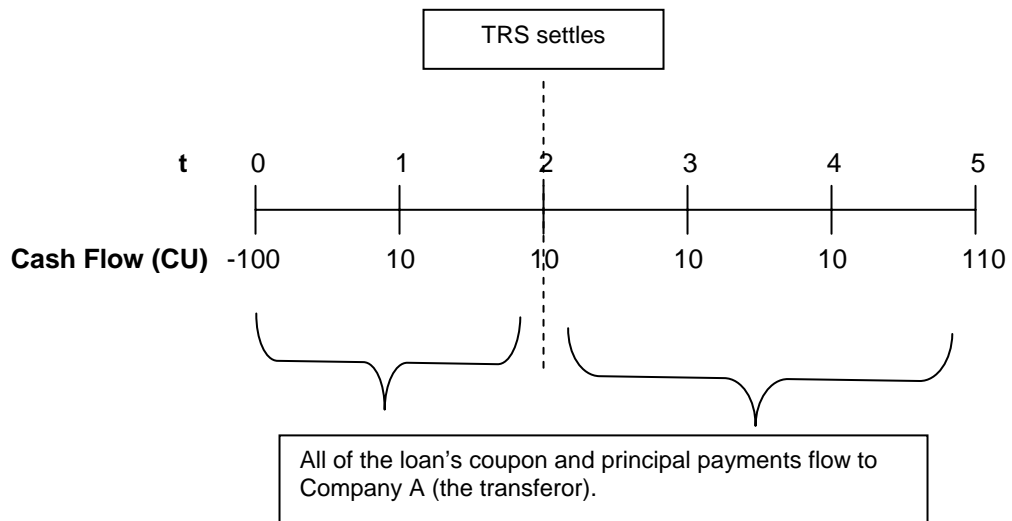 TRS settles
t 0 1 2 3 4 5
Cash Flow (CU) -100 10 10 10 10 110
All of the loan's coupon and principal payments flow to
Company A (the transferor).